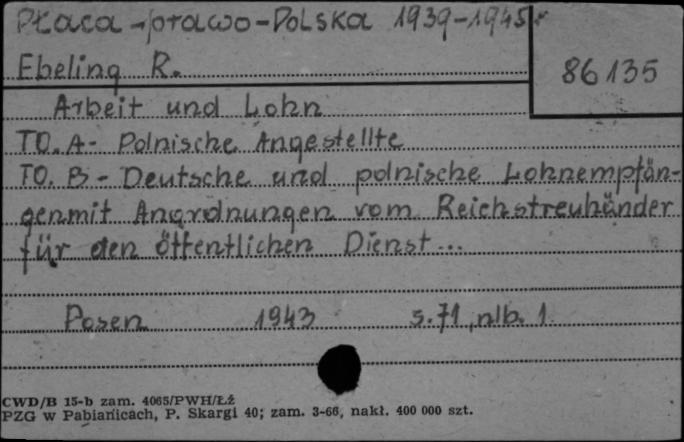 Płaca - prawo - Polska 1939-1945r
Ebeling R.
86135
Arbeit und Lohn
TO. A - Polnische Angestellte
TO. B - Deutsche und polnische Lohnempfän-
genmit Anordnungen vom Reichstreuhänder
für den öffentlichen Dienst...
Posen 1943 s. 71, nlb. 1.
CWD/B 15-b zam. 4065/PWH/Łż
PZG w Pabianicach, P. Skargi 40; zam. 3-66, nakł. 400 000 szt.